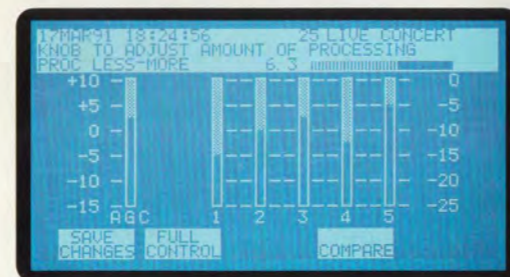 17MAR91 18:24:56 25 LIVE CONCERT
KNOB TO ADJUST AMOUNT OF PROCESSING
PROC LESS-MORE 6.3
+10 0
+5 -5
0 -10
-5 -15
-10 -20
-15 AGC 1 2 3 4 5 -25
SAVE CHANGES
FULL CONTROL
COMPARE